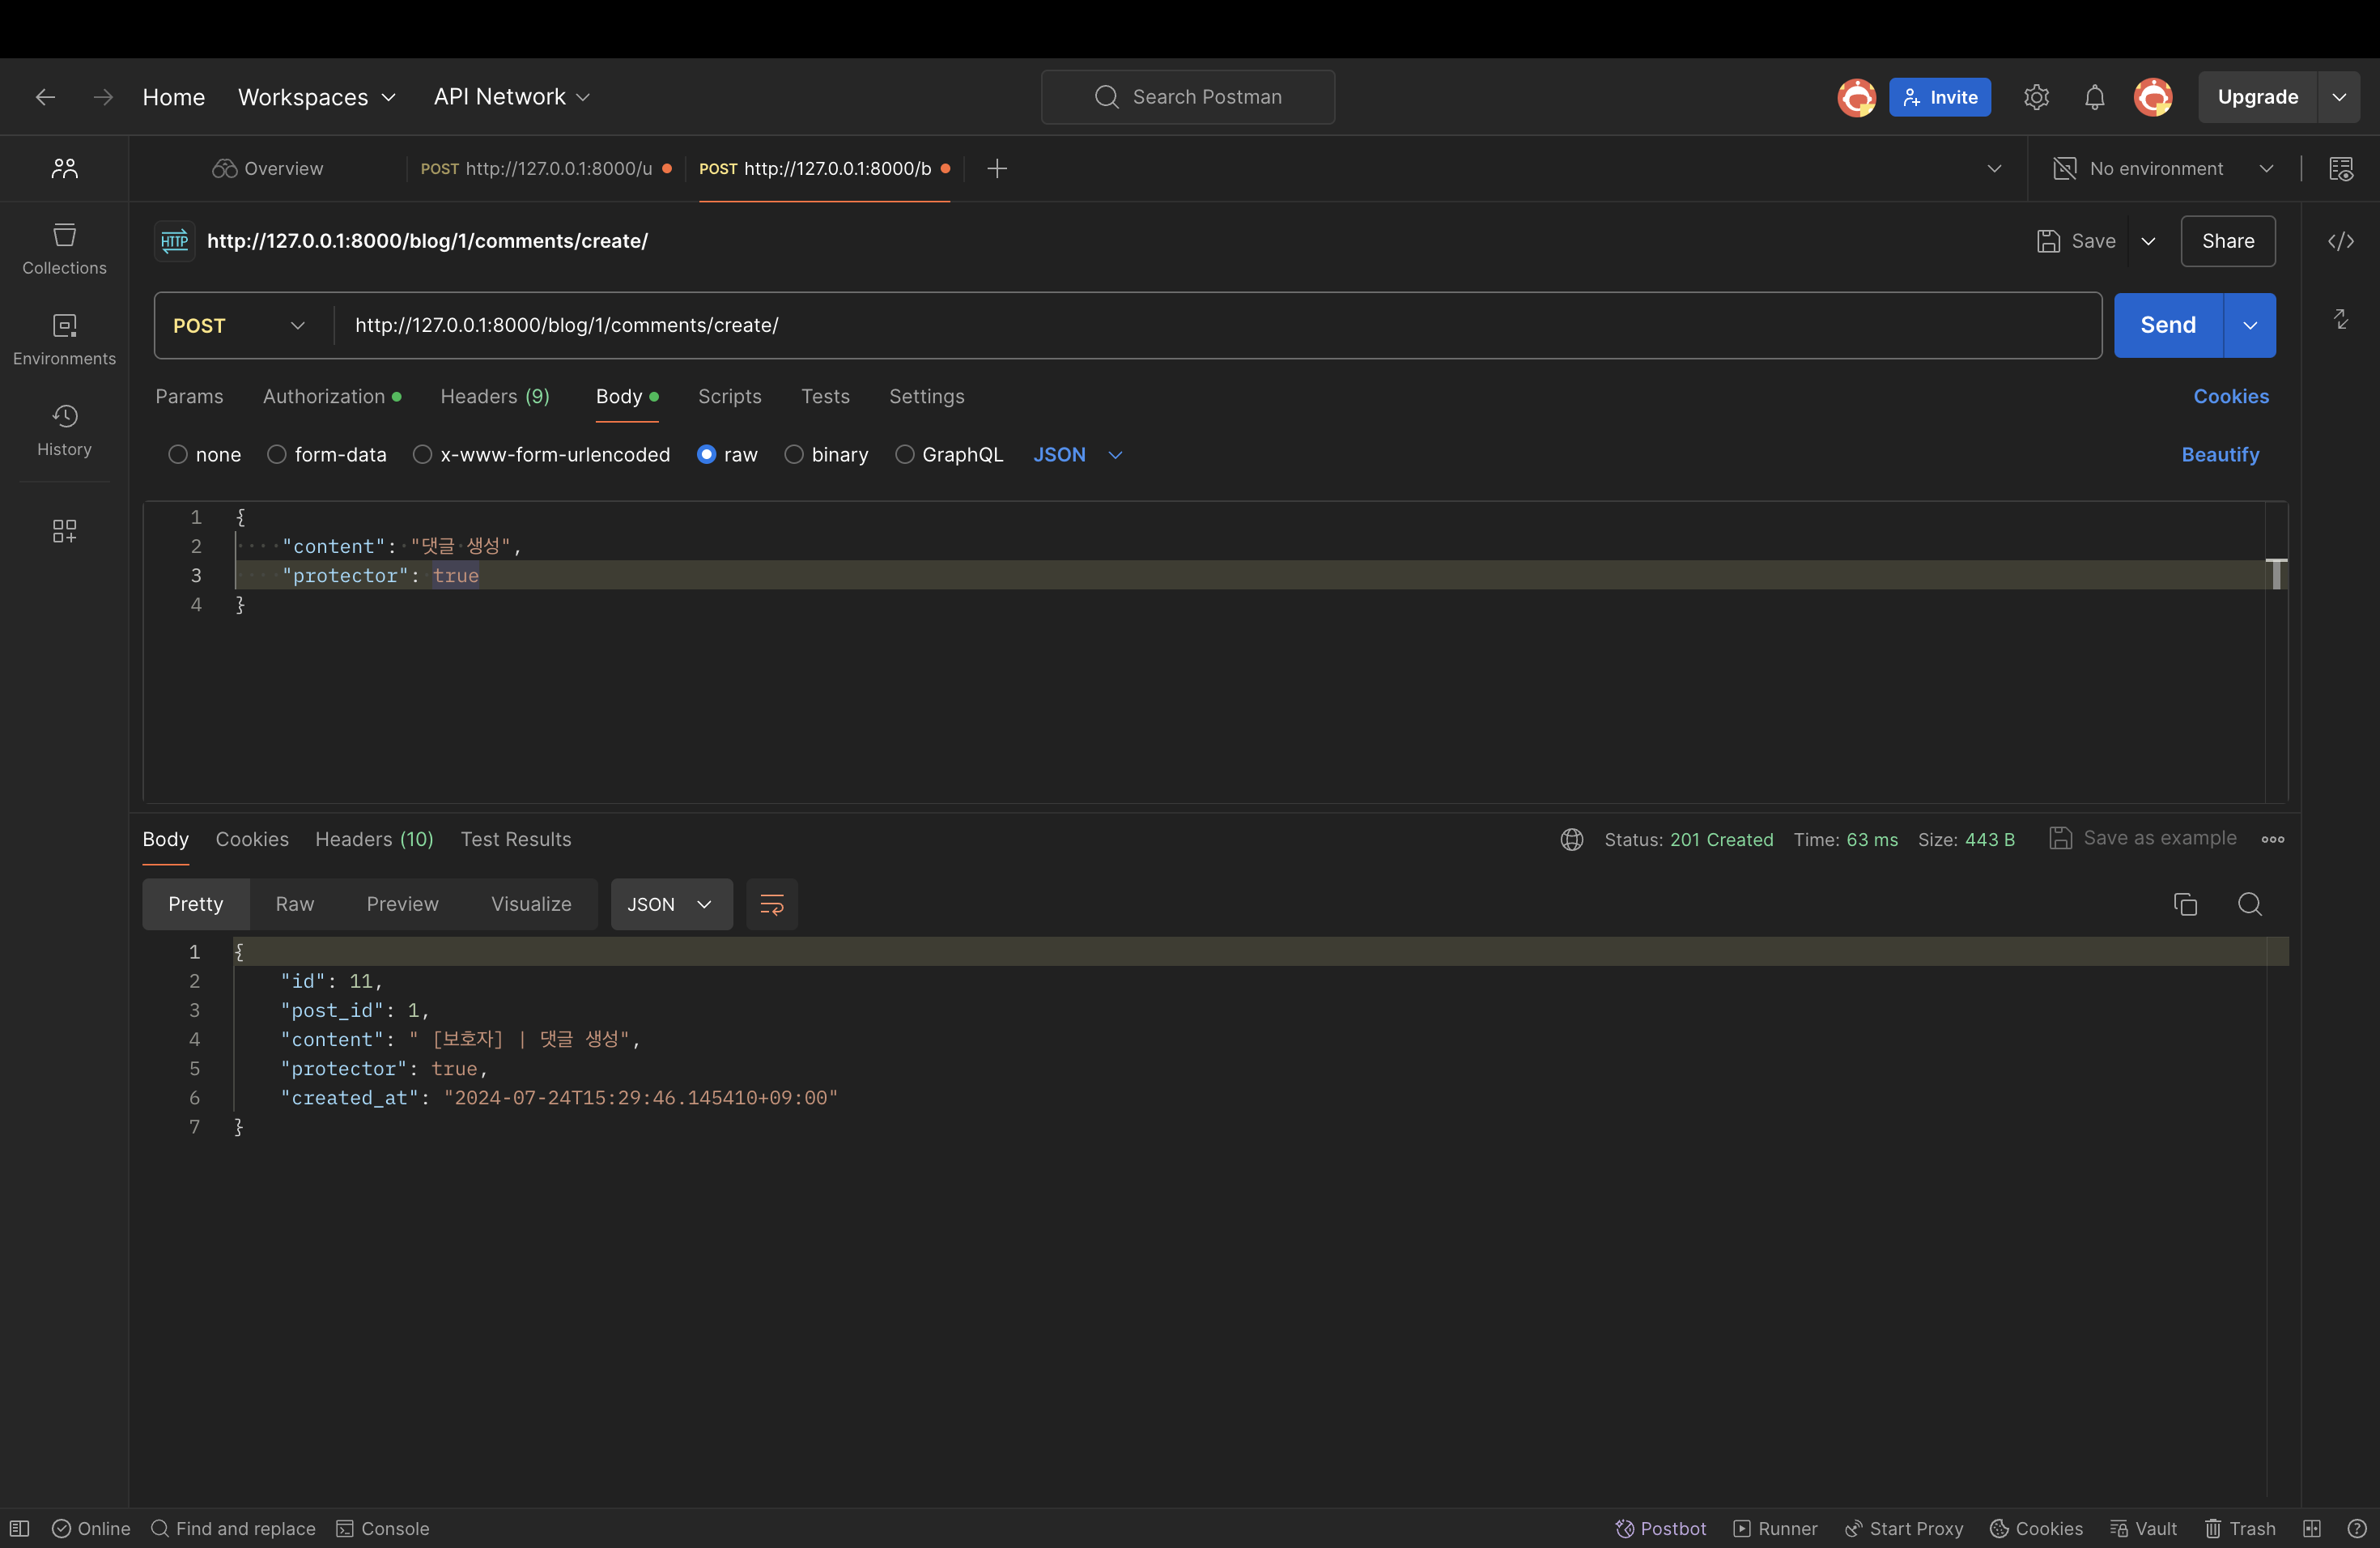 Home Workspaces API Network Search Postman Invite Upgrade
Overview POST http://127.0.0.1:8000/u POST http://127.0.0.1:8000/b No environment
HTTP http://127.0.0.1:8000/blog/1/comments/create/ Save Share
Collections
Environments
History
POST http://127.0.0.1:8000/blog/1/comments/create/ Send
Params Authorization Headers (9) Body Scripts Tests Settings Cookies
none form-data x-www-form-urlencoded raw binary GraphQL JSON Beautify
1 {
2 "content": "댓글 생성",
3 "protector": true
4 }
Body Cookies Headers (10) Test Results Status: 201 Created Time: 63 ms Size: 443 B Save as example
Pretty Raw Preview Visualize JSON
1 {
2 "id": 11,
3 "post_id": 1,
4 "content": " [보호자] | 댓글 생성",
5 "protector": true,
6 "created_at": "2024-07-24T15:29:46.145410+09:00"
7 }
Online Find and replace Console Postbot Runner Start Proxy Cookies Vault Trash